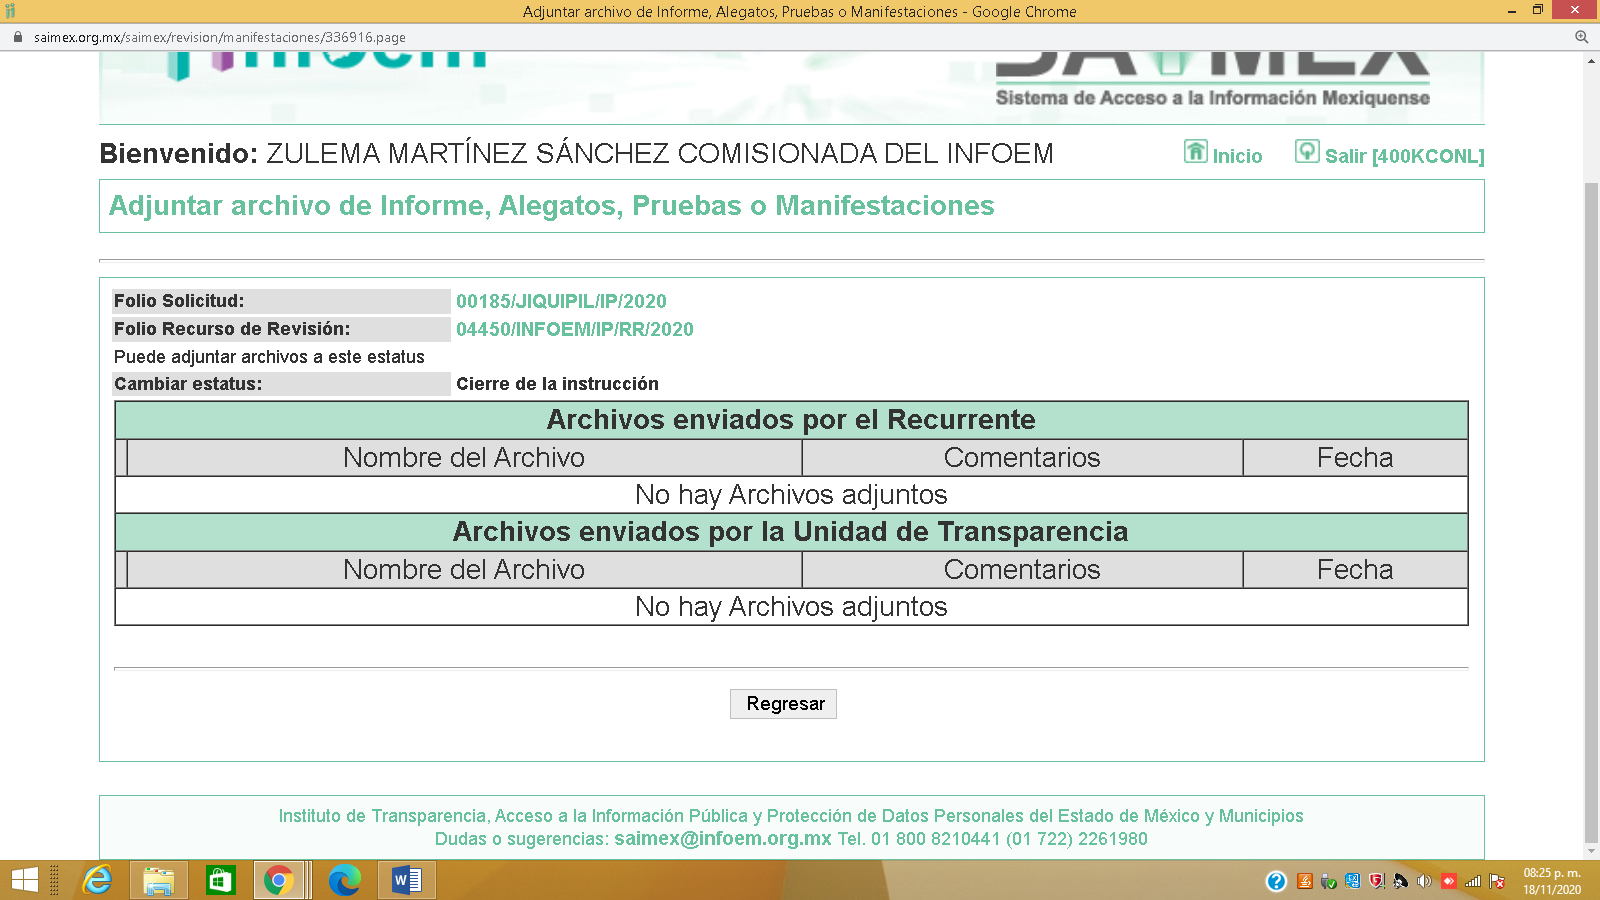 Adjuntar archivo de Informe, Alegatos, Pruebas o Manifestaciones - Google Chrome
saimex.org.mx/saimex/revision/manifestaciones/336916.page
infoem
SAIMEX
Sistema de Acceso a la Información Mexiquense
Bienvenido: ZULEMA MARTÍNEZ SÁNCHEZ COMISIONADA DEL INFOEM
Inicio
Salir [400KCONL]
Adjuntar archivo de Informe, Alegatos, Pruebas o Manifestaciones
Folio Solicitud: 00185/JIQUIPIL/IP/2020
Folio Recurso de Revisión: 04450/INFOEM/IP/RR/2020
Puede adjuntar archivos a este estatus
Cambiar estatus: Cierre de la instrucción
Archivos enviados por el Recurrente
Nombre del Archivo Comentarios Fecha
No hay Archivos adjuntos
Archivos enviados por la Unidad de Transparencia
Nombre del Archivo Comentarios Fecha
No hay Archivos adjuntos
Regresar
Instituto de Transparencia, Acceso a la Información Pública y Protección de Datos Personales del Estado de México y Municipios
Dudas o sugerencias: saimex@infoem.org.mx Tel. 01 800 8210441 (01 722) 2261980
08:25 p. m.
18/11/2020